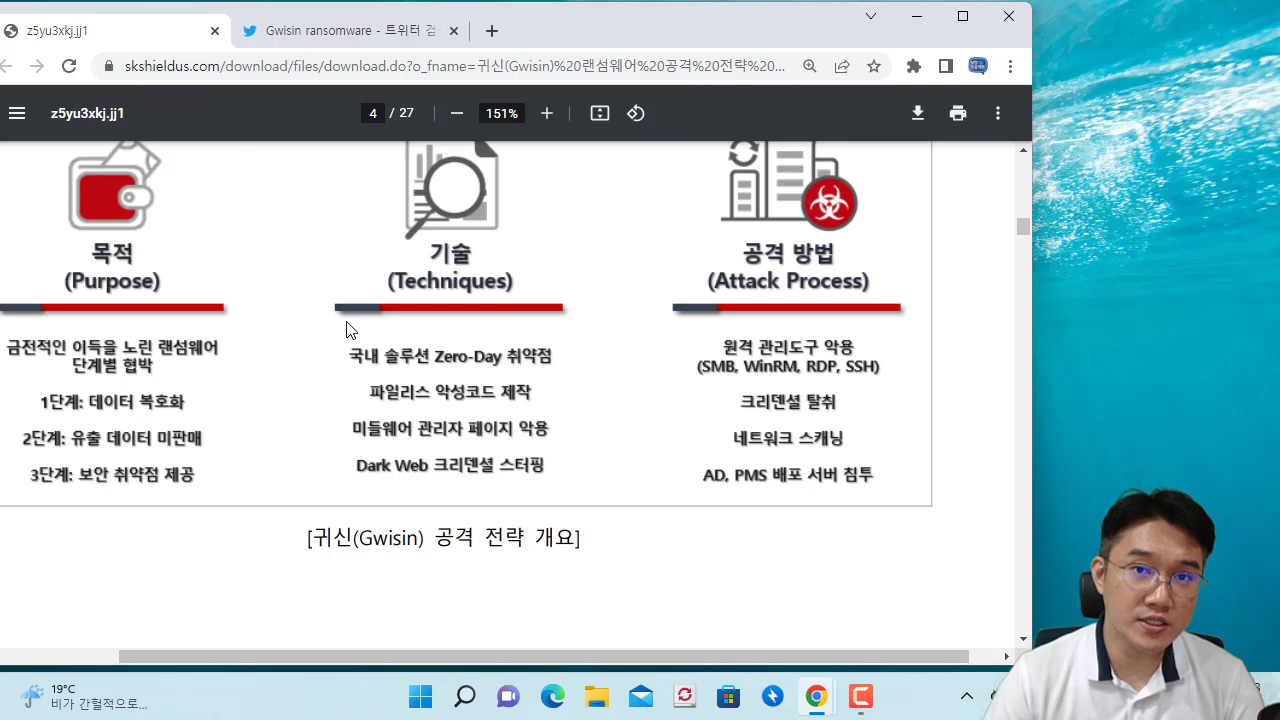 z5yu3xkj.jj1
Gwisin ransomware - 트위터 검
skshieldus.com/download/files/download.do?o_fname=귀신(Gwisin)%20랜섬웨어%20공격%20전략%20...
z5yu3xkj.jj1
4 / 27
151%
목적
(Purpose)
금전적인 이득을 노린 랜섬웨어
단계별 협박
1단계: 데이터 복호화
2단계: 유출 데이터 미판매
3단계: 보안 취약점 제공
기술
(Techniques)
국내 솔루션 Zero-Day 취약점
파일리스 악성코드 제작
미들웨어 관리자 페이지 악용
Dark Web 크리덴셜 스터핑
공격 방법
(Attack Process)
원격 관리도구 악용
(SMB, WinRM, RDP, SSH)
크리덴셜 탈취
네트워크 스캐닝
AD, PMS 배포 서버 침투
[귀신(Gwisin) 공격 전략 개요]
19°C
비가 간헐적으로...